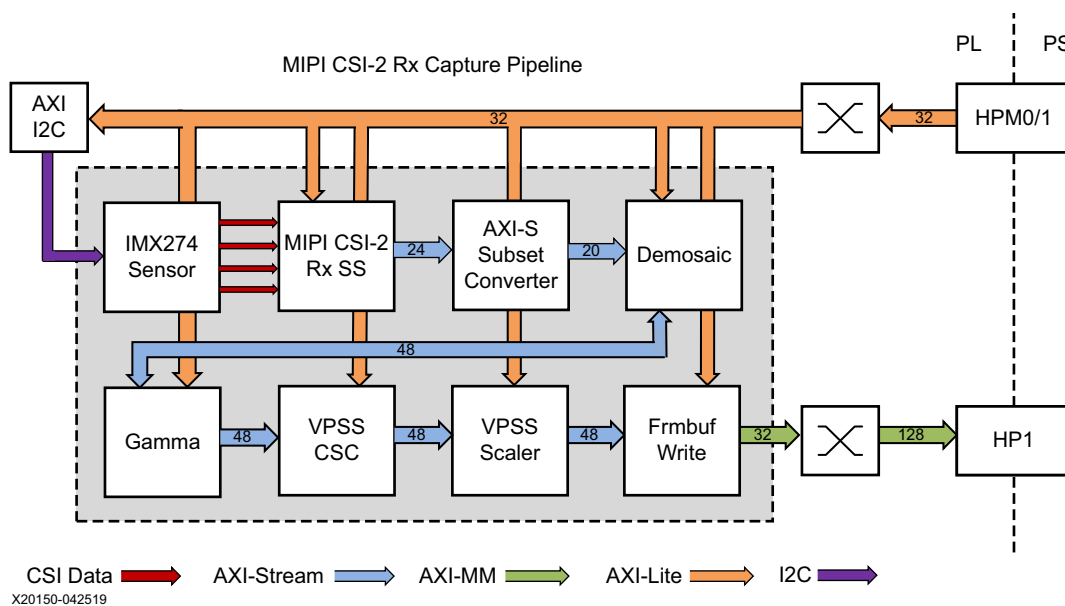 PL
PS
MIPI CSI-2 Rx Capture Pipeline
AXI
I2C
32
32
HPM0/1
IMX274
Sensor
MIPI CSI-2
Rx SS
24
AXI-S
Subset
Converter
20
Demosaic
48
Gamma
48
VPSS
CSC
48
VPSS
Scaler
48
Frmbuf
Write
32
128
HP1
CSI Data
AXI-Stream
AXI-MM
AXI-Lite
I2C
X20150-042519